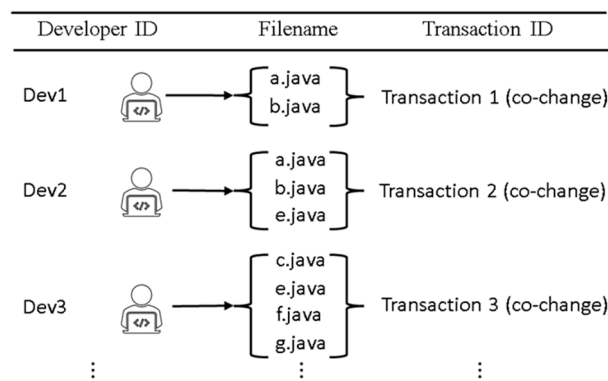 Developer ID Filename Transaction ID
a.java
Dev1 </> b.java Transaction 1 (co-change)
a.java
Dev2 </> b.java Transaction 2 (co-change)
e.java
c.java
e.java
Dev3 </> f.java Transaction 3 (co-change)
g.java
⋮ ⋮ ⋮